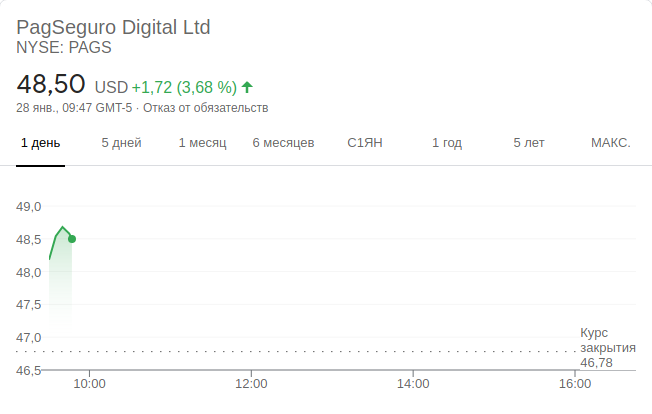 PagSeguro Digital Ltd
NYSE: PAGS
48,50 USD +1,72 (3,68 %)
28 янв., 09:47 GMT-5 · Отказ от обязательств
1 день 5 дней 1 месяц 6 месяцев С1ЯН 1 год 5 лет МАКС.
49,0
48,5
48,0
47,5
47,0
46,5
Курс
закрытия
46,78
10:00 12:00 14:00 16:00